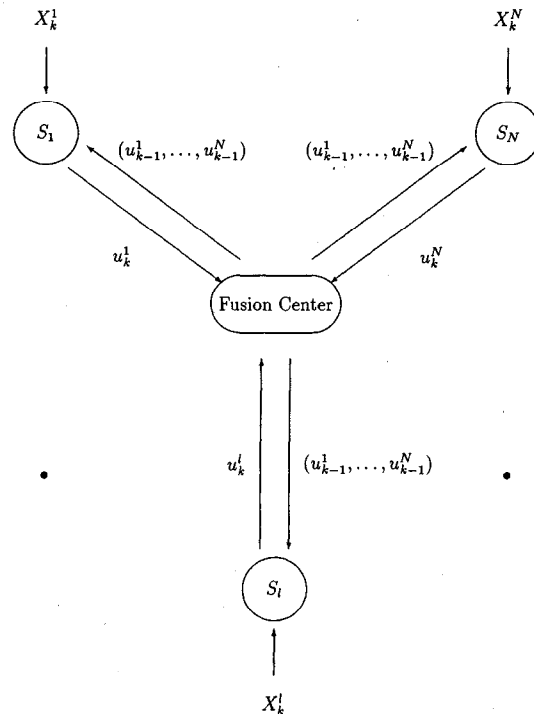 X_k^1 X_k^N
S_1 S_N
(u_{k-1}^1, ..., u_{k-1}^N) (u_{k-1}^1, ..., u_{k-1}^N)
u_k^1 u_k^N
Fusion Center
u_k^l (u_{k-1}^1, ..., u_{k-1}^N)
S_l
X_k^l